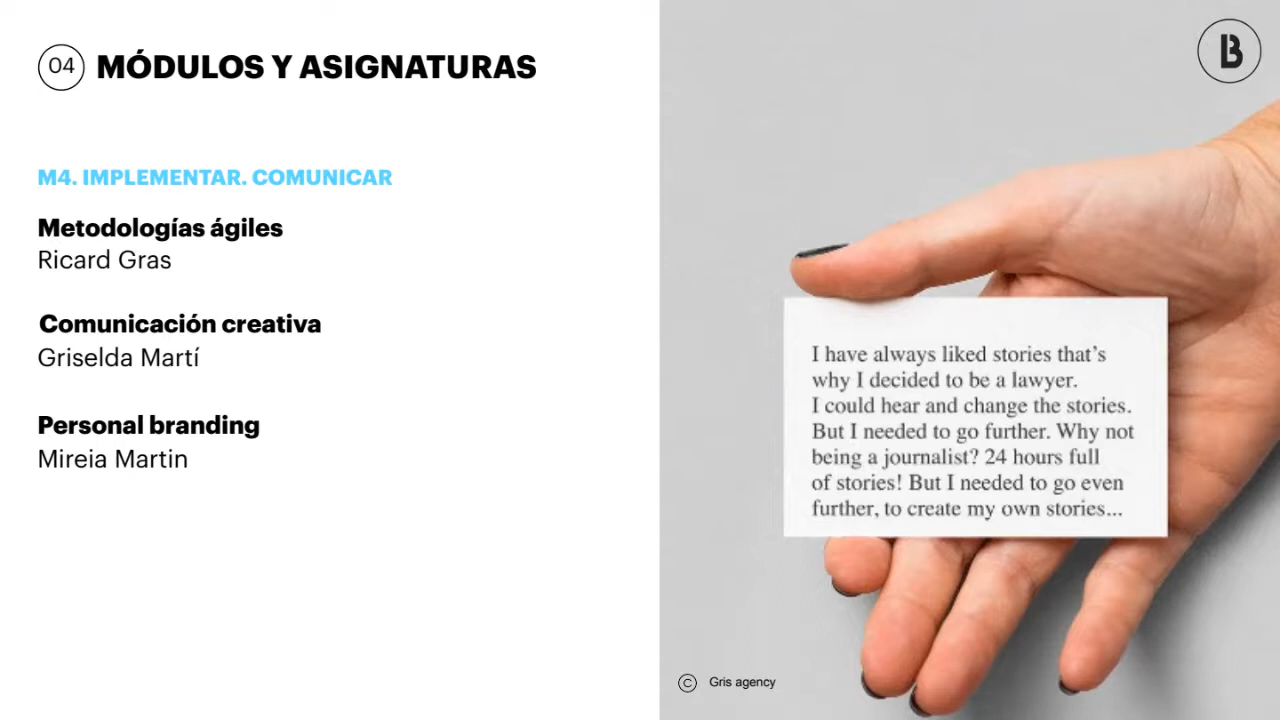 04 MÓDULOS Y ASIGNATURAS
M4. IMPLEMENTAR. COMUNICAR
Metodologías ágiles
Ricard Gras
Comunicación creativa
Griselda Martí
Personal branding
Mireia Martin
B
I have always liked stories that’s
why I decided to be a lawyer.
I could hear and change the stories.
But I needed to go further. Why not
being a journalist? 24 hours full
of stories! But I needed to go even
further, to create my own stories...
© Gris agency